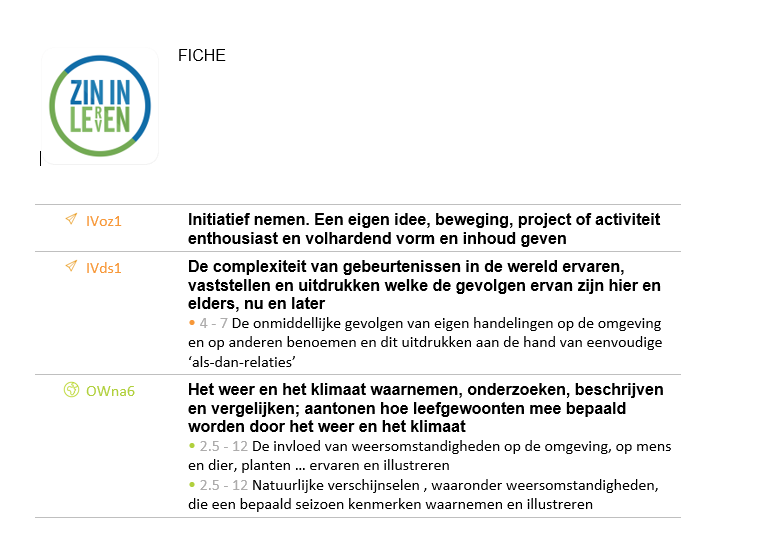 FICHE
ZIN IN
LERVEN
IVoz1
Initiatief nemen. Een eigen idee, beweging, project of activiteit
enthousiast en volhardend vorm en inhoud geven
IVds1
De complexiteit van gebeurtenissen in de wereld ervaren,
vaststellen en uitdrukken welke de gevolgen ervan zijn hier en
elders, nu en later
• 4 - 7 De onmiddellijke gevolgen van eigen handelingen op de omgeving
en op anderen benoemen en dit uitdrukken aan de hand van eenvoudige
‘als-dan-relaties’
OWna6
Het weer en het klimaat waarnemen, onderzoeken, beschrijven
en vergelijken; aantonen hoe leefgewoonten mee bepaald
worden door het weer en het klimaat
• 2.5 - 12 De invloed van weersomstandigheden op de omgeving, op mens
en dier, planten … ervaren en illustreren
• 2.5 - 12 Natuurlijke verschijnselen , waaronder weersomstandigheden,
die een bepaald seizoen kenmerken waarnemen en illustreren